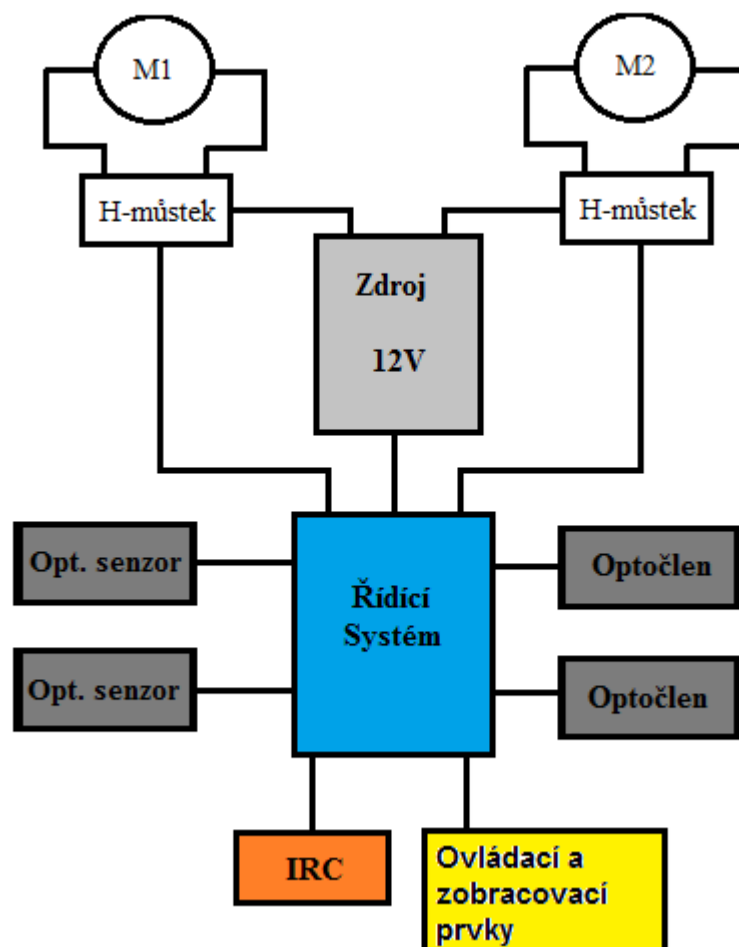 M1
M2
H-můstek
H-můstek
Zdroj
12V
Opt. senzor
Optočlen
Řídící
Systém
Opt. senzor
Optočlen
IRC
Ovládací a
zobracovací
prvky